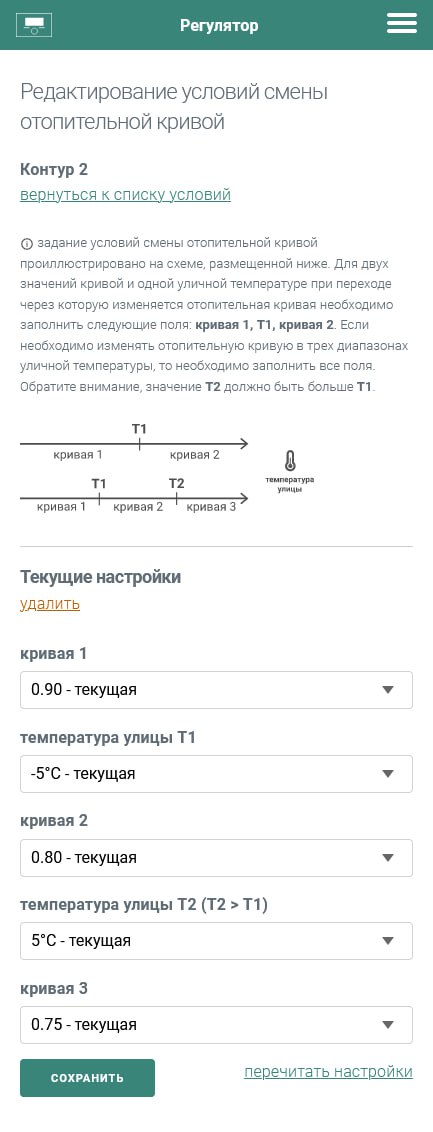 Регулятор
Редактирование условий смены
отопительной кривой
Контур 2
вернуться к списку условий
задание условий смены отопительной кривой
проиллюстрировано на схеме, размещенной ниже. Для двух
значений кривой и одной уличной температуре при переходе
через которую изменяется отопительная кривая необходимо
заполнить следующие поля: кривая 1, T1, кривая 2. Если
необходимо изменять отопительную кривую в трех диапазонах
уличной температуры, то необходимо заполнить все поля.
Обратите внимание, значение T2 должно быть больше T1.
T1
кривая 1 кривая 2
T1 T2
кривая 1 кривая 2 кривая 3
температура
улицы
Текущие настройки
удалить
кривая 1
0.90 - текущая
температура улицы T1
-5°C - текущая
кривая 2
0.80 - текущая
температура улицы T2 (T2 > T1)
5°C - текущая
кривая 3
0.75 - текущая
СОХРАНИТЬ
перечитать настройки